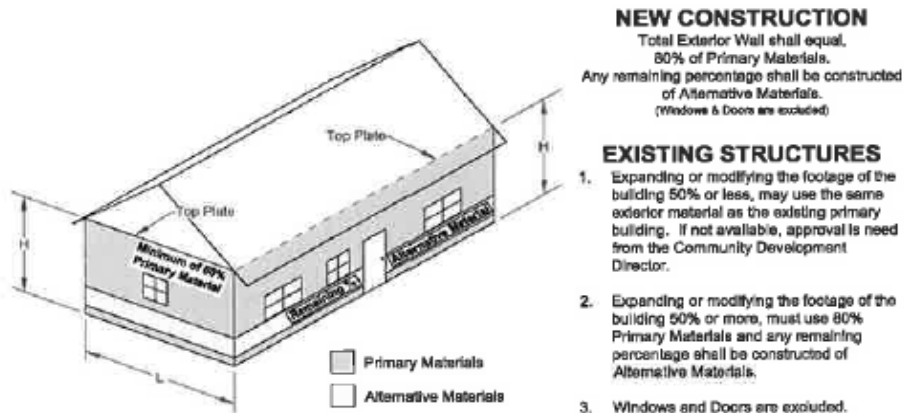 NEW CONSTRUCTION
Total Exterior Wall shall equal,
80% of Primary Materials.
Any remaining percentage shall be constructed
of Alternative Materials.
(Windows & Doors are excluded)
EXISTING STRUCTURES
1. Expanding or modifying the footage of the
building 50% or less, may use the same
exterior material as the existing primary
building. If not available, approval is need
from the Community Development
Director.
2. Expanding or modifying the footage of the
building 50% or more, must use 80%
Primary Materials and any remaining
percentage shall be constructed of
Alternative Materials.
3. Windows and Doors are excluded.
Top Plate
H
Top Plate
H
Minimum of 80%
Primary Material
Alternative Material
Remaining %
L
Primary Materials
Alternative Materials